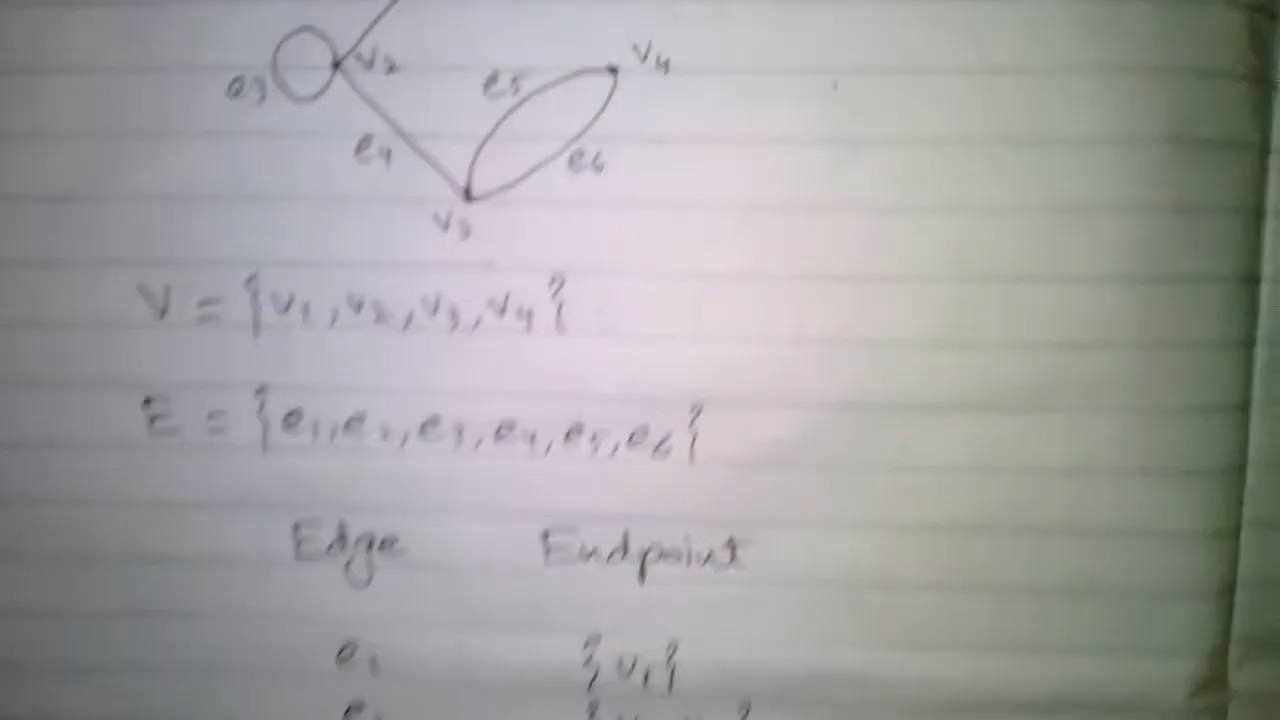 v2 v4
e3 e5
e4 e6
v3
V = {v1, v2, v3, v4}
E = {e1, e2, e3, e4, e5, e6}
Edge Endpoint
e1 {v1}